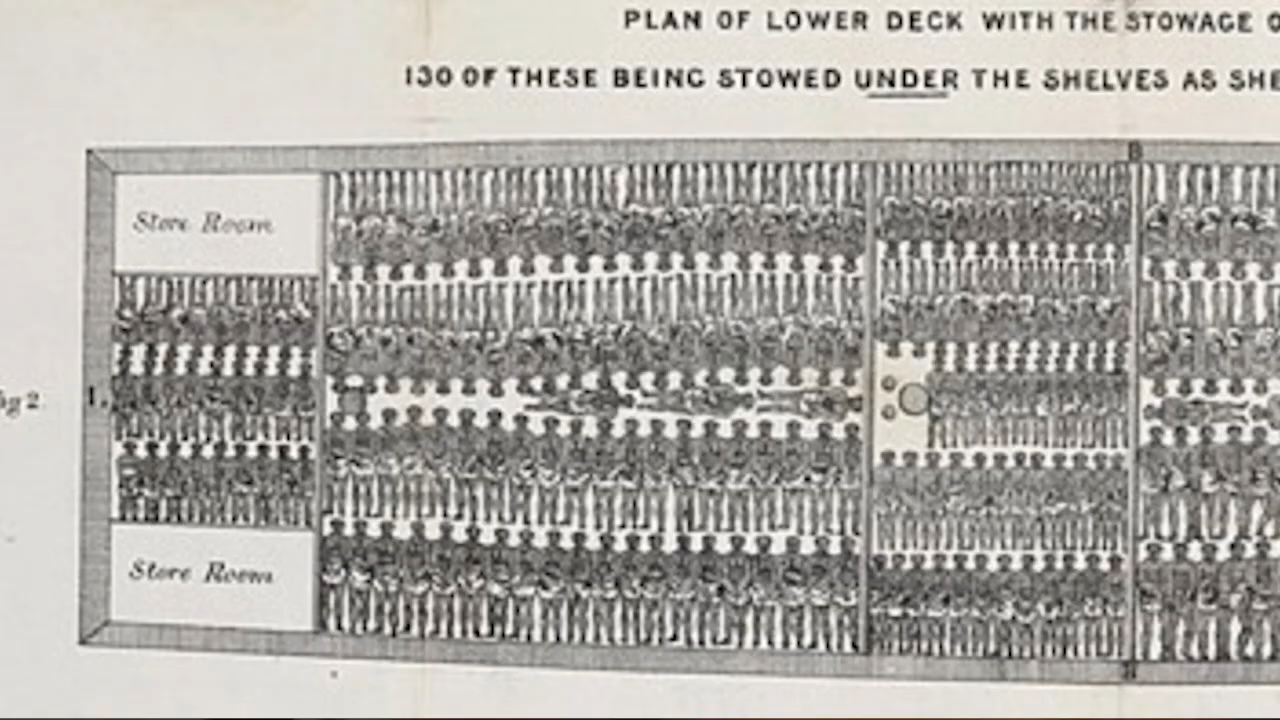 PLAN OF LOWER DECK WITH THE STOWAGE O
130 OF THESE BEING STOWED UNDER THE SHELVES AS SHE
Store Room
B
1.
Store Room